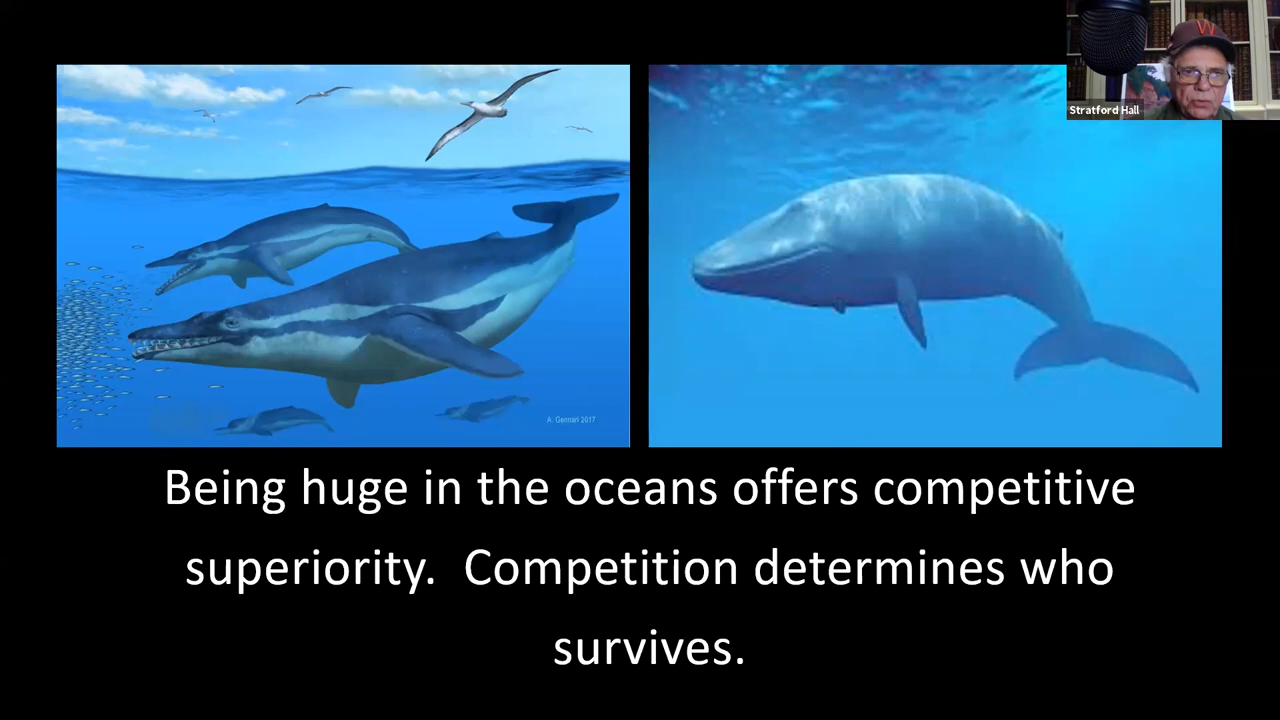 W
Stratford Hall
A. Gennari 2017
Being huge in the oceans offers competitive
superiority.  Competition determines who
survives.